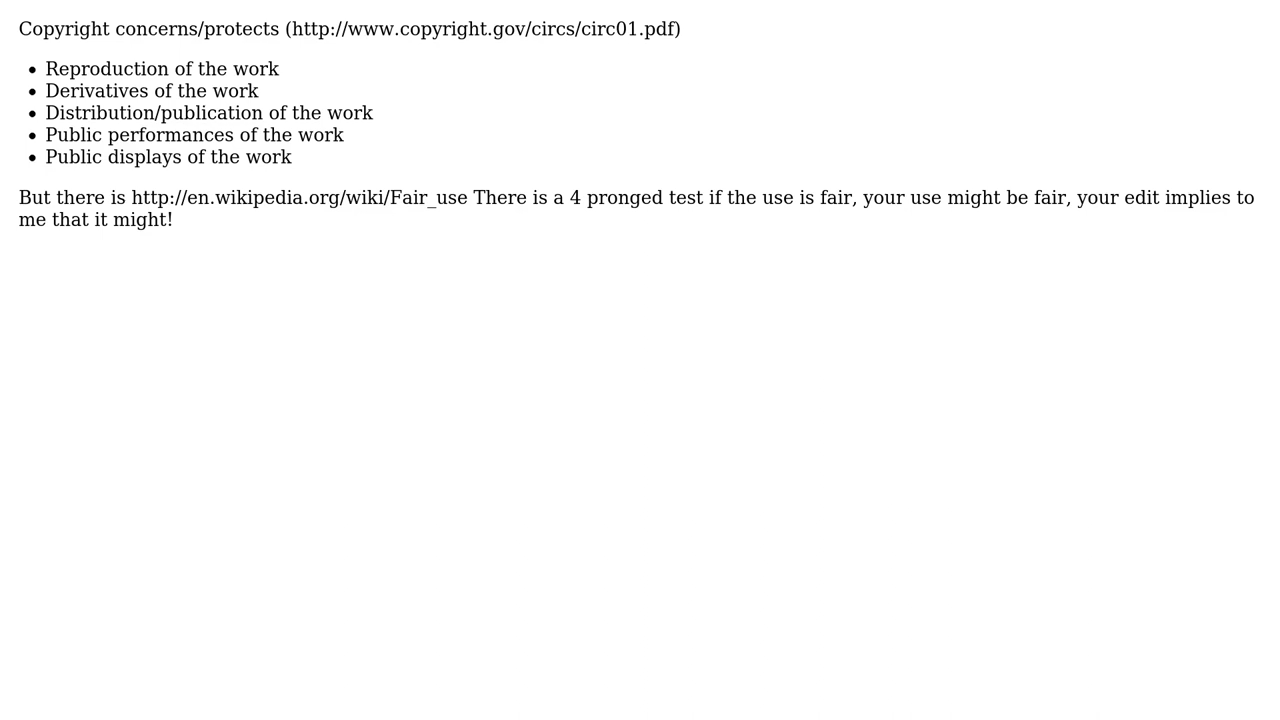 Copyright concerns/protects (http://www.copyright.gov/circs/circ01.pdf)
• Reproduction of the work
• Derivatives of the work
• Distribution/publication of the work
• Public performances of the work
• Public displays of the work
But there is http://en.wikipedia.org/wiki/Fair_use There is a 4 pronged test if the use is fair, your use might be fair, your edit implies to
me that it might!